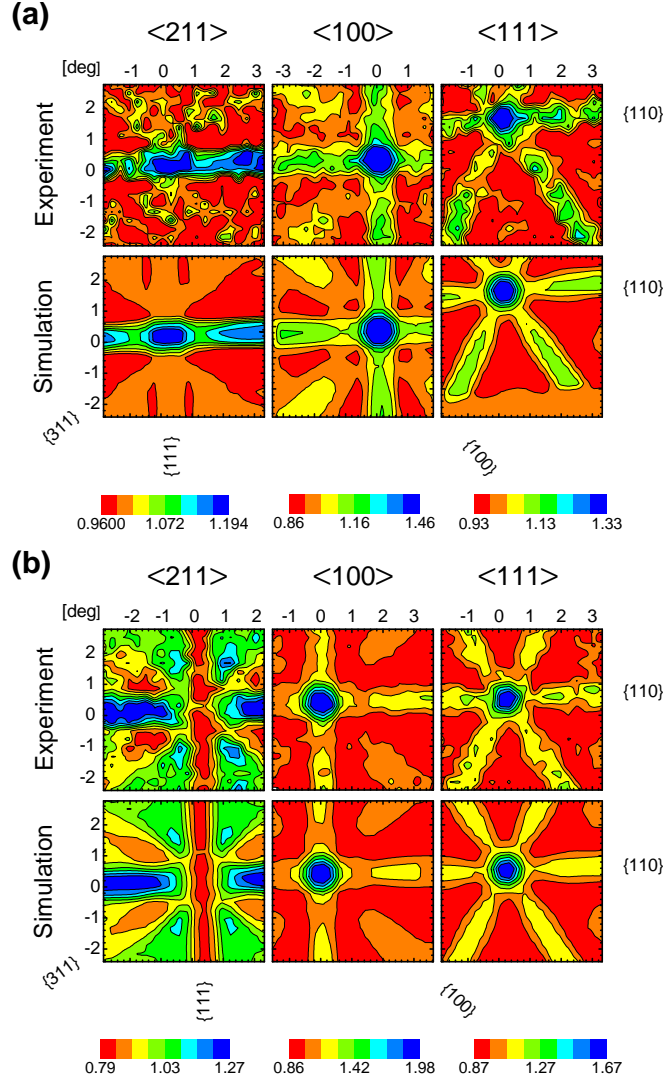 (a)
<211> <100> <111>
[deg] -1 0 1 2 3 -3 -2 -1 0 1 -1 0 1 2 3
Experiment 2 1 0 -1 -2 {110}
Simulation 2 1 0 -1 -2 {110}
{311} {111} {100}
0.9600 1.072 1.194 0.86 1.16 1.46 0.93 1.13 1.33
(b)
<211> <100> <111>
[deg] -2 -1 0 1 2 -1 0 1 2 3 -1 0 1 2 3
Experiment 2 1 0 -1 -2 {110}
Simulation 2 1 0 -1 -2 {110}
{311} {111} {100}
0.79 1.03 1.27 0.86 1.42 1.98 0.87 1.27 1.67